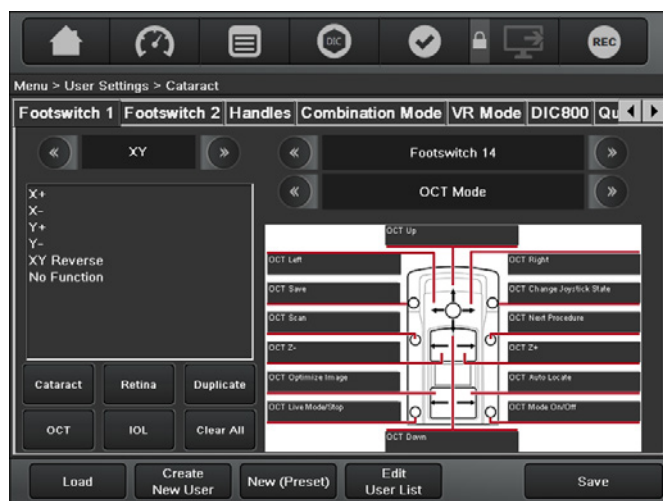 DIC
REC
Menu > User Settings > Cataract
Footswitch 1 Footswitch 2 Handles Combination Mode VR Mode DIC800 Qu
XY
Footswitch 14
OCT Mode
X+
X-
Y+
Y-
XY Reverse
No Function
OCT Up
OCT Left
OCT Right
OCT Save
OCT Change Joystick State
OCT Scan
OCT Next Procedure
OCT Z-
OCT Z+
OCT Optimize Image
OCT Auto Locate
OCT Live Mode/Stop
OCT Mode On/Off
OCT Down
Cataract Retina Duplicate
OCT IOL Clear All
Load
Create
New User
New (Preset)
Edit
User List
Save